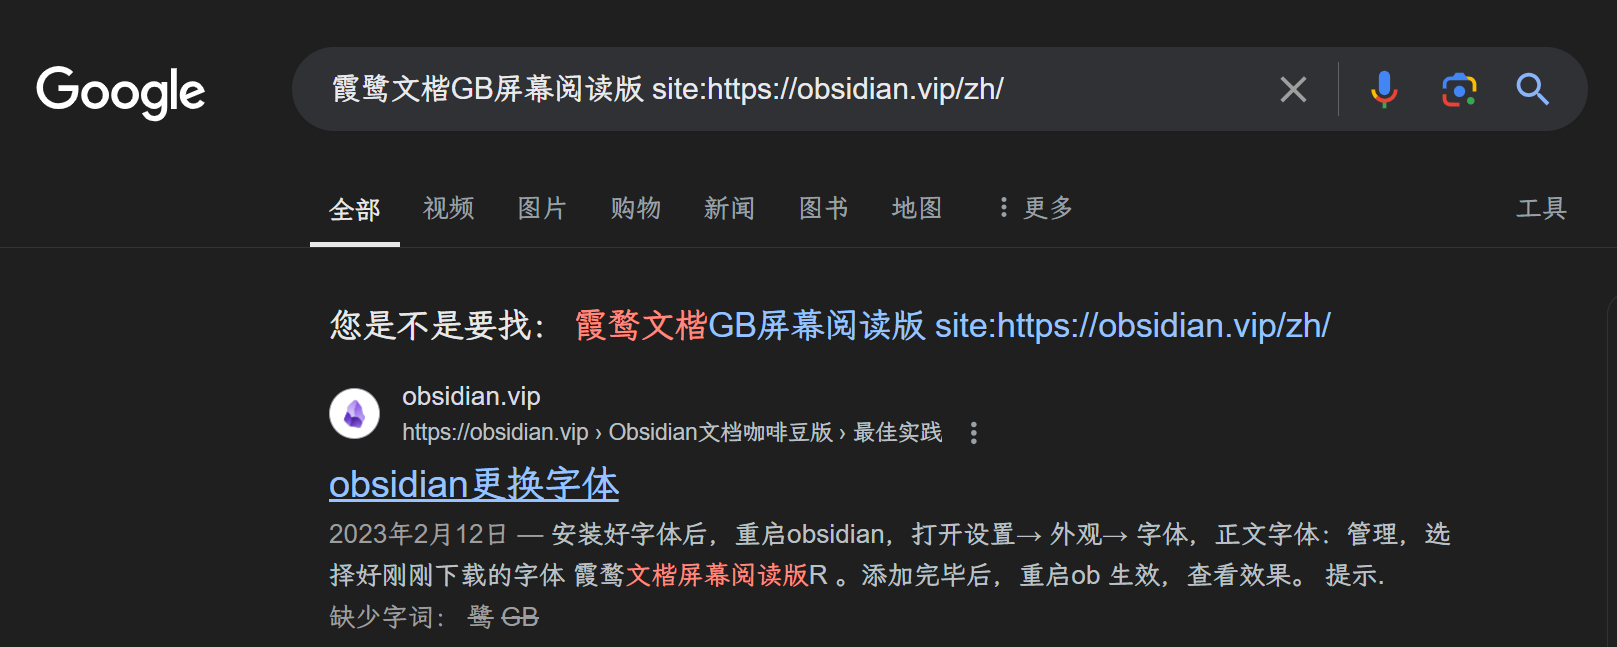 Google
霞鹭文楷GB屏幕阅读版 site:https://obsidian.vip/zh/
全部 视频 图片 购物 新闻 图书 地图 更多 工具
您是不是要找： 霞鹜文楷GB屏幕阅读版 site:https://obsidian.vip/zh/
obsidian.vip
https://obsidian.vip › Obsidian文档咖啡豆版 › 最佳实践
obsidian更换字体
2023年2月12日 — 安装好字体后，重启obsidian，打开设置→ 外观→ 字体，正文字体：管理，选
择好刚刚下载的字体 霞鹜文楷屏幕阅读版R 。添加完毕后，重启ob 生效，查看效果。 提示.
缺少字词： 鹭 GB